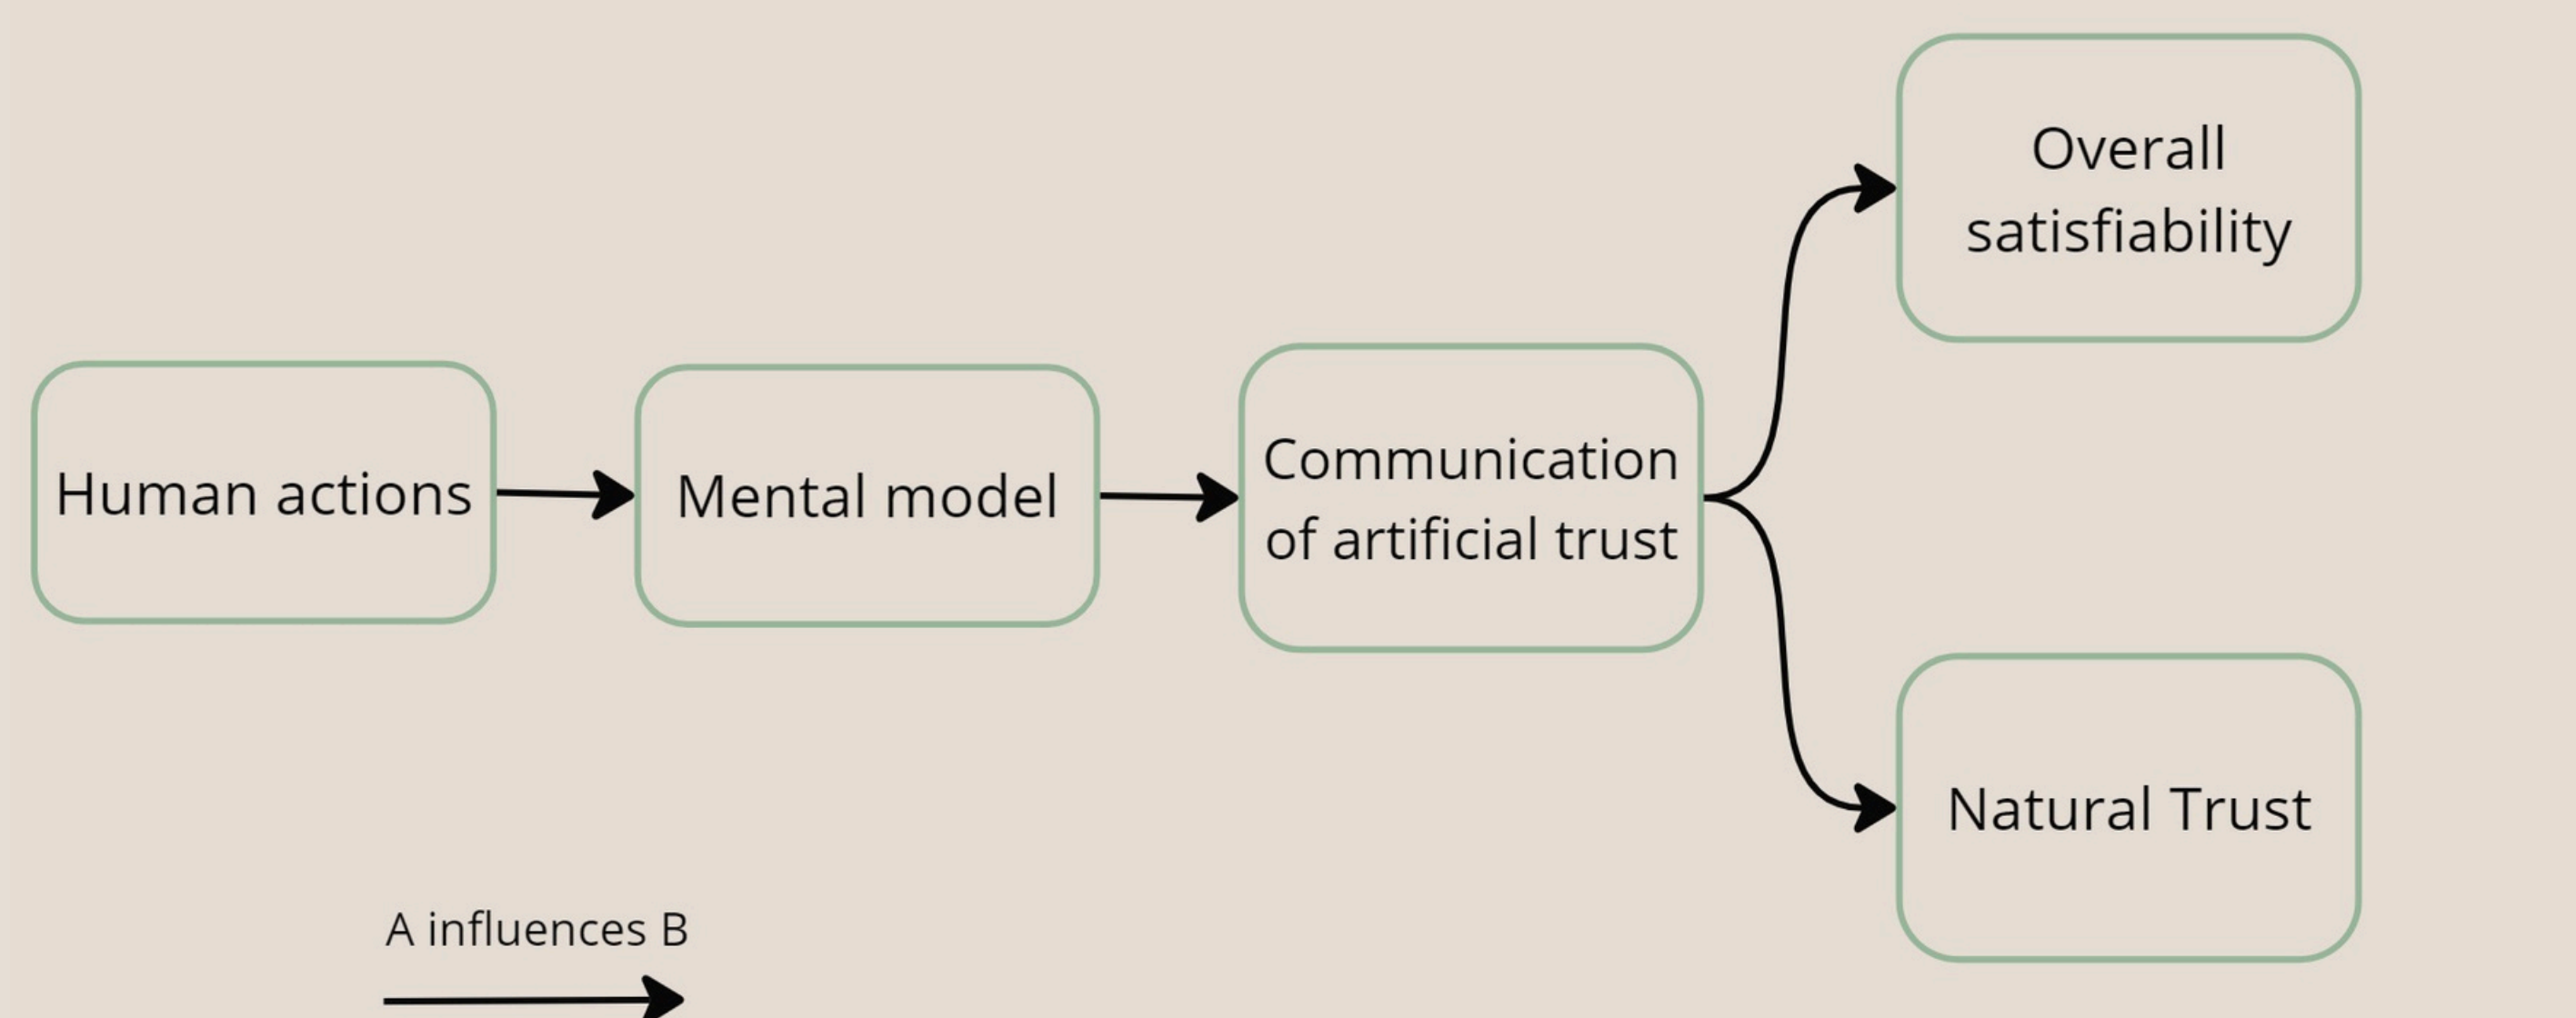 Human actions
Mental model
Communication
of artificial trust
Overall
satisfiability
Natural Trust
A influences B